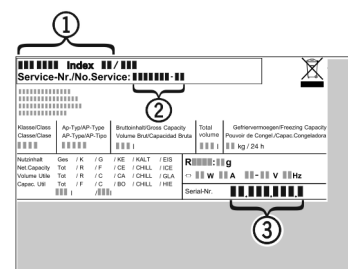 1
Index /
Service-Nr./No.Service: -
2
Klasse/Class Ap-Typ/AP-Type Bruttoinhalt/Gross Capacity Total Gefriervermoegen/Freezing Capacity
Classe/Classe AP-Type/AP-Tipo Volume Brut/Capacidad Bruta volume Pouvoir de Congel./Capac.Congeladora
l l kg / 24 h
Nutzinhalt Ges / K / G / KE / KALT / EIS
Net.Capacity Tot / R / F / CE / CHILL / ICE
Volume Utile Tot / R / C / CA / CHILL / GLA
Capac. Util Tot / F / C / BO / CHILL / HIE
l / l
R : g
W A - V Hz
Serial-Nr. . . .
3